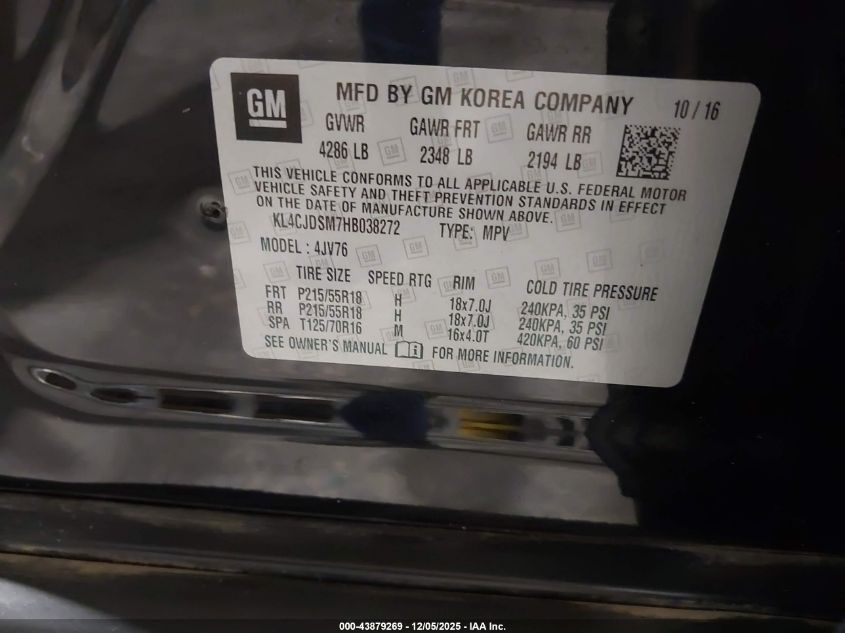 GM
MFD BY GM KOREA COMPANY 10 / 16
GVWR GAWR FRT GAWR RR
4286 LB 2348 LB 2194 LB
THIS VEHICLE CONFORMS TO ALL APPLICABLE U.S. FEDERAL MOTOR
VEHICLE SAFETY AND THEFT PREVENTION STANDARDS IN EFFECT
ON THE DATE OF MANUFACTURE SHOWN ABOVE.
KL4CJDSM7HB038272 TYPE: MPV
MODEL : 4JV76
TIRE SIZE SPEED RTG RIM COLD TIRE PRESSURE
FRT P215/55R18 H 18x7.0J 240KPA, 35 PSI
RR P215/55R18 H 18x7.0J 240KPA, 35 PSI
SPA T125/70R16 M 16x4.0T 420KPA, 60 PSI
SEE OWNER'S MANUAL FOR MORE INFORMATION.
000-43879269 - 12/05/2025 - IAA Inc.